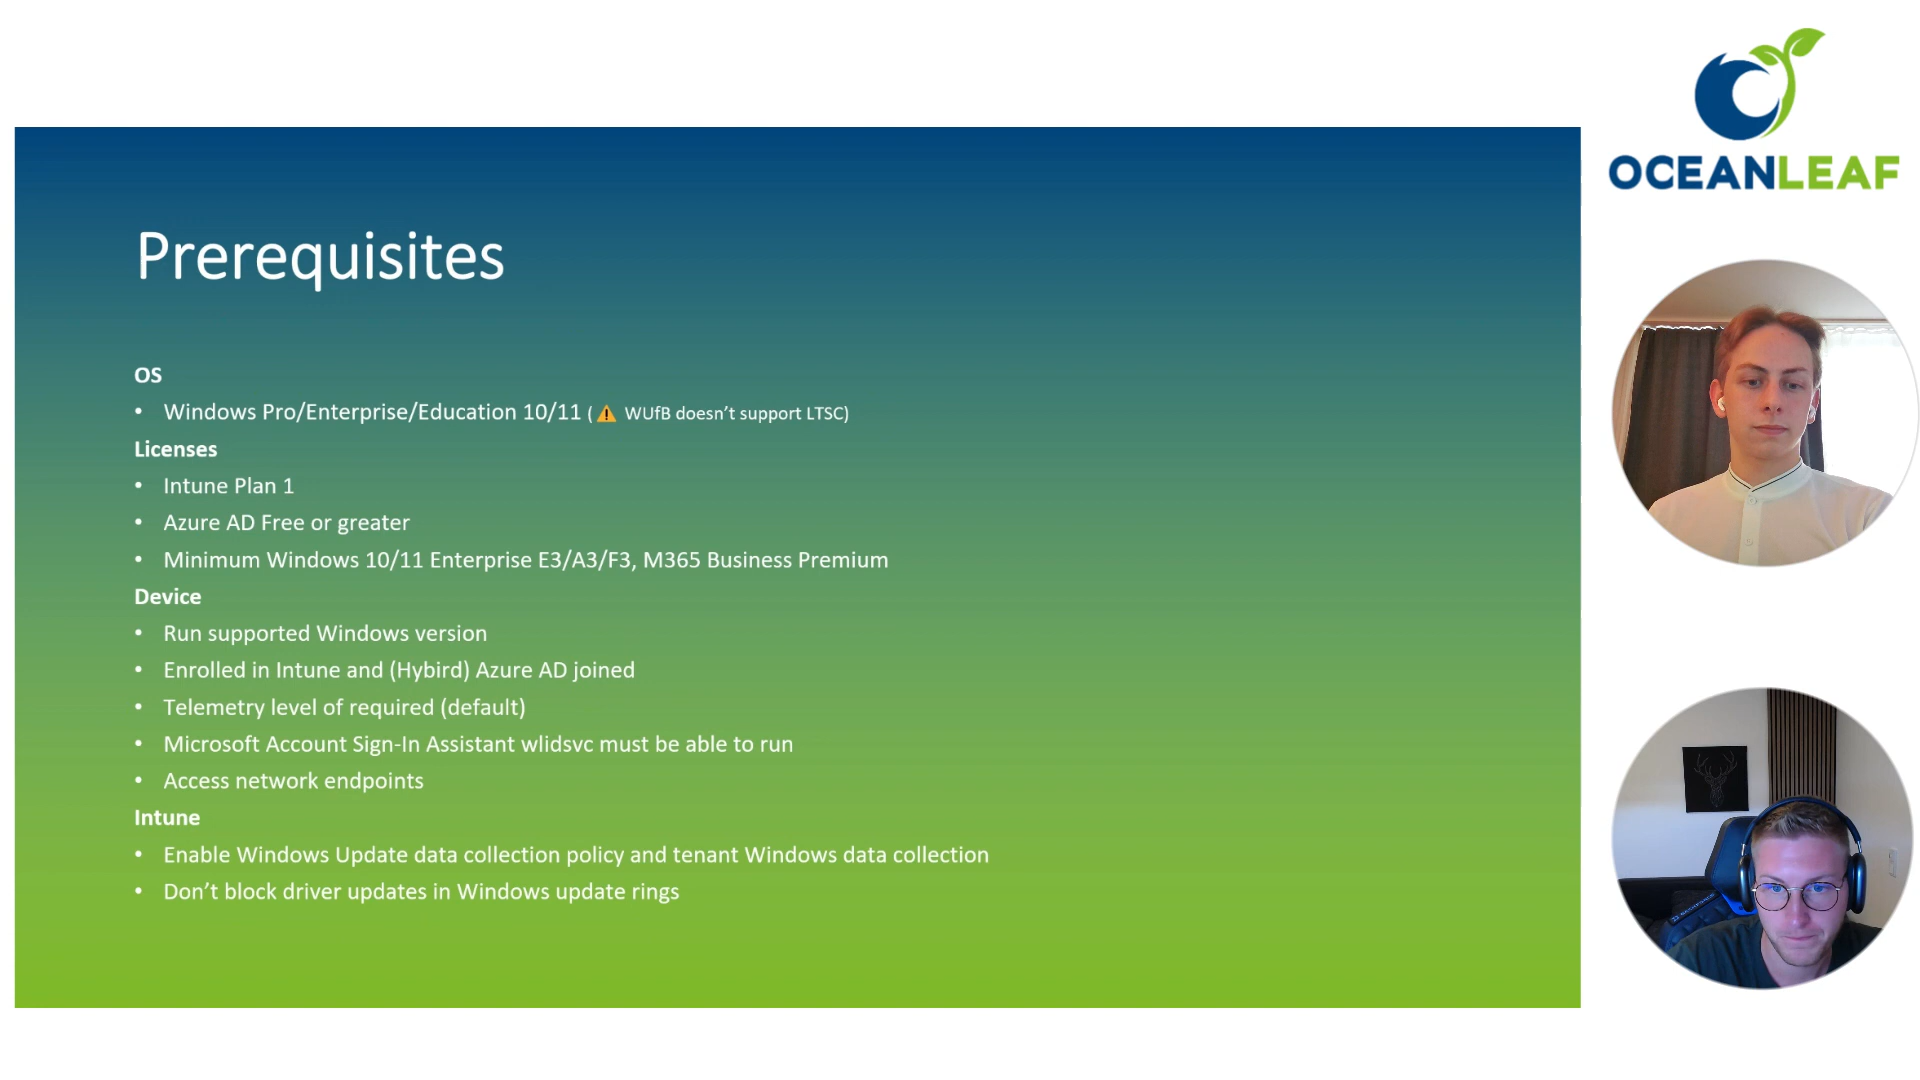 OCEANLEAF
Prerequisites
OS
• Windows Pro/Enterprise/Education 10/11 (⚠ WUfB doesn't support LTSC)
Licenses
• Intune Plan 1
• Azure AD Free or greater
• Minimum Windows 10/11 Enterprise E3/A3/F3, M365 Business Premium
Device
• Run supported Windows version
• Enrolled in Intune and (Hybird) Azure AD joined
• Telemetry level of required (default)
• Microsoft Account Sign-In Assistant wlidsvc must be able to run
• Access network endpoints
Intune
• Enable Windows Update data collection policy and tenant Windows data collection
• Don't block driver updates in Windows update rings